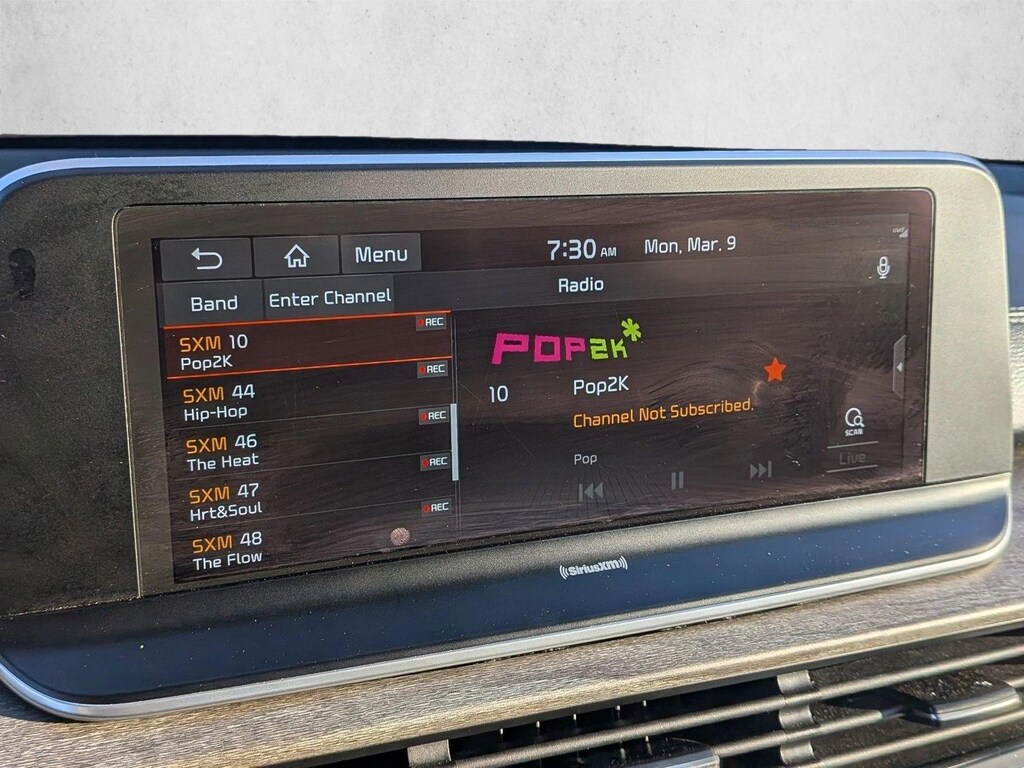 Menu
7:30 AM
Mon, Mar. 9
Band
Enter Channel
Radio
SXM 10
REC
Pop2K
SXM 44
REC
Hip-Hop
SXM 46
REC
The Heat
SXM 47
REC
Hrt&Soul
SXM 48
REC
The Flow
POP2K*
10
Pop2K
Channel Not Subscribed.
Pop
SCAN
Live
((SiriusXM))